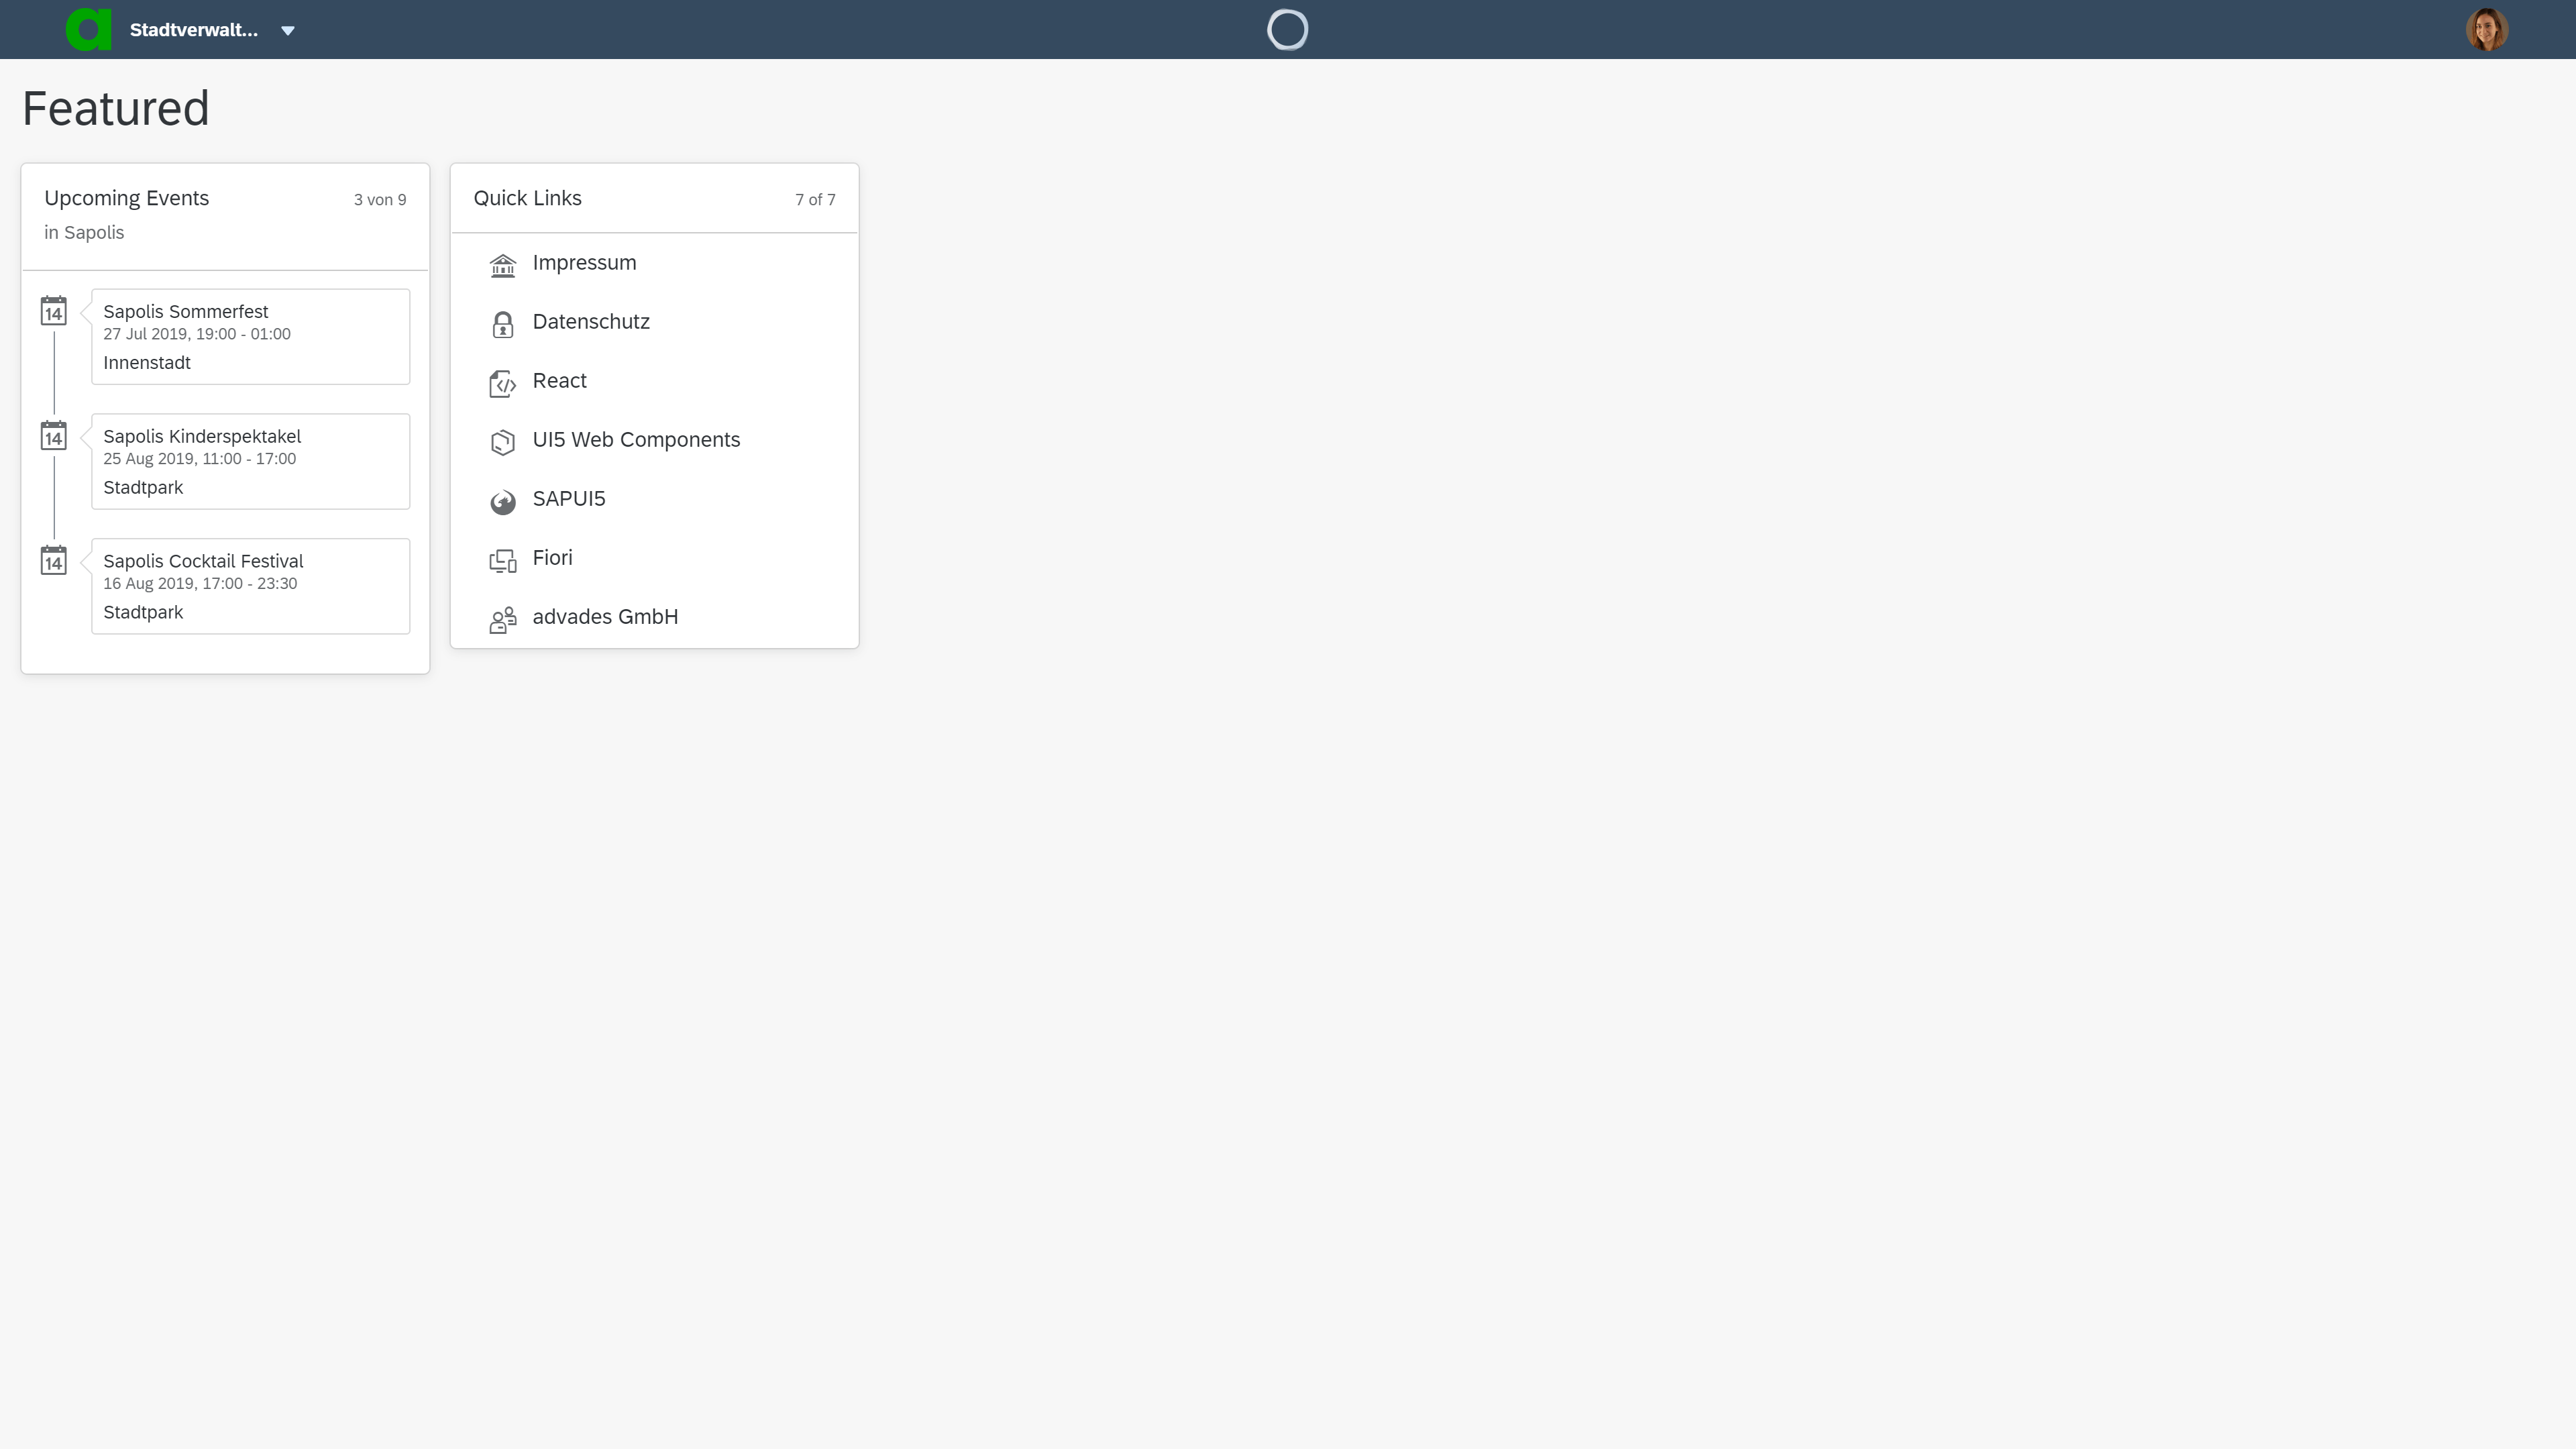 Stadtverwalt...
Featured
Upcoming Events
3 von 9
in Sapolis
14
Sapolis Sommerfest
27 Jul 2019, 19:00 - 01:00
Innenstadt
14
Sapolis Kinderspektakel
25 Aug 2019, 11:00 - 17:00
Stadtpark
14
Sapolis Cocktail Festival
16 Aug 2019, 17:00 - 23:30
Stadtpark
Quick Links
7 of 7
Impressum
Datenschutz
React
UI5 Web Components
SAPUI5
Fiori
advades GmbH